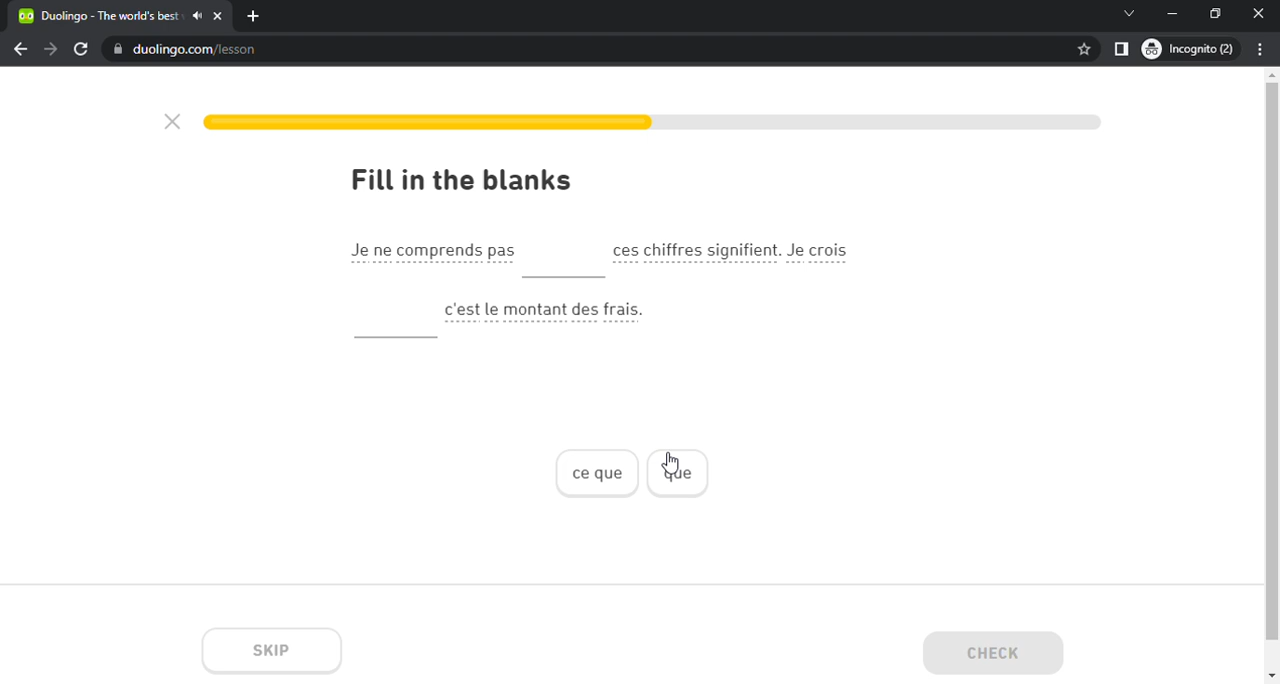 Duolingo - The world's best
duolingo.com/lesson
Incognito (2)
Fill in the blanks
Je ne comprends pas ces chiffres signifient. Je crois
c'est le montant des frais.
ce que que
SKIP CHECK